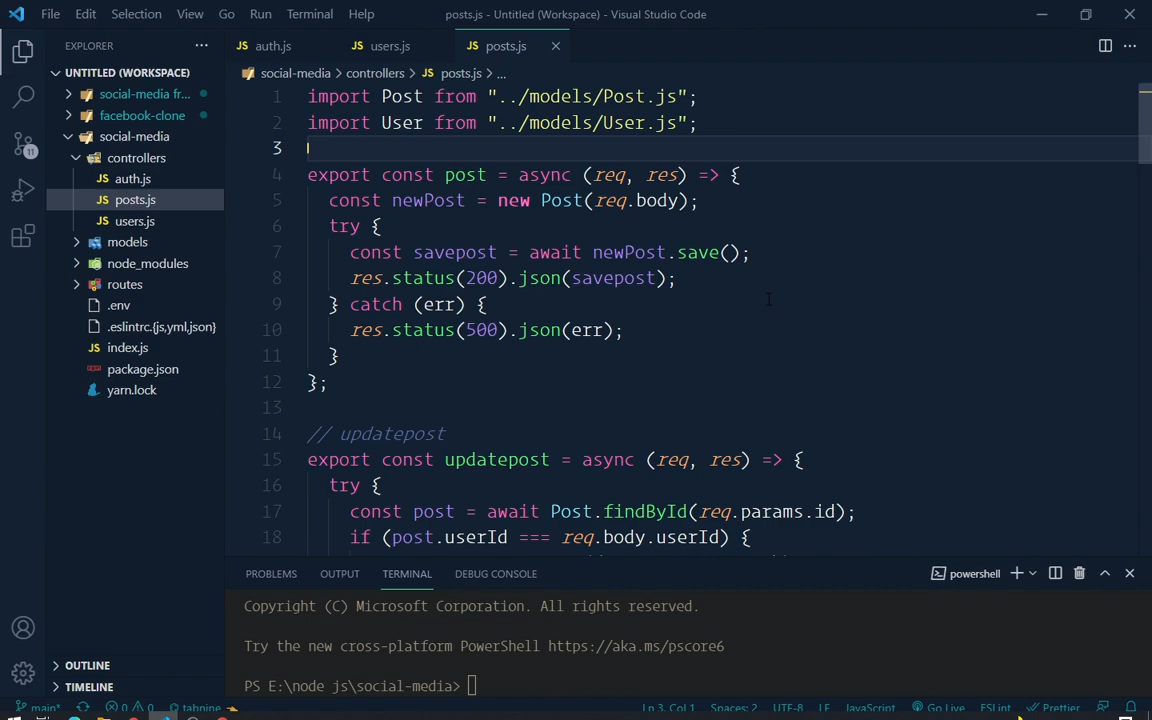 File Edit Selection View Go Run Terminal Help posts.js - Untitled (Workspace) - Visual Studio Code
EXPLORER
JS auth.js JS users.js JS posts.js
UNTITLED (WORKSPACE)
social-media fr...
facebook-clone
social-media
controllers
JS auth.js
JS posts.js
JS users.js
models
node_modules
routes
.env
.eslintrc.{js,yml,json}
JS index.js
package.json
yarn.lock
OUTLINE
TIMELINE
11
social-media > controllers > JS posts.js > ...
1 import Post from "../models/Post.js";
2 import User from "../models/User.js";
3
4 export const post = async (req, res) => {
5 const newPost = new Post(req.body);
6 try {
7 const savepost = await newPost.save();
8 res.status(200).json(savepost);
9 } catch (err) {
10 res.status(500).json(err);
11 }
12 };
13
14 // updatepost
15 export const updatepost = async (req, res) => {
16 try {
17 const post = await Post.findById(req.params.id);
18 if (post.userId === req.body.userId) {
PROBLEMS OUTPUT TERMINAL DEBUG CONSOLE powershell
Copyright (C) Microsoft Corporation. All rights reserved.
Try the new cross-platform PowerShell https://aka.ms/pscore6
PS E:\node js\social-media>
main* 0 0 tabnine Ln 3, Col 1 Spaces: 2 UTF-8 LF JavaScript Go Live ESLint Prettier